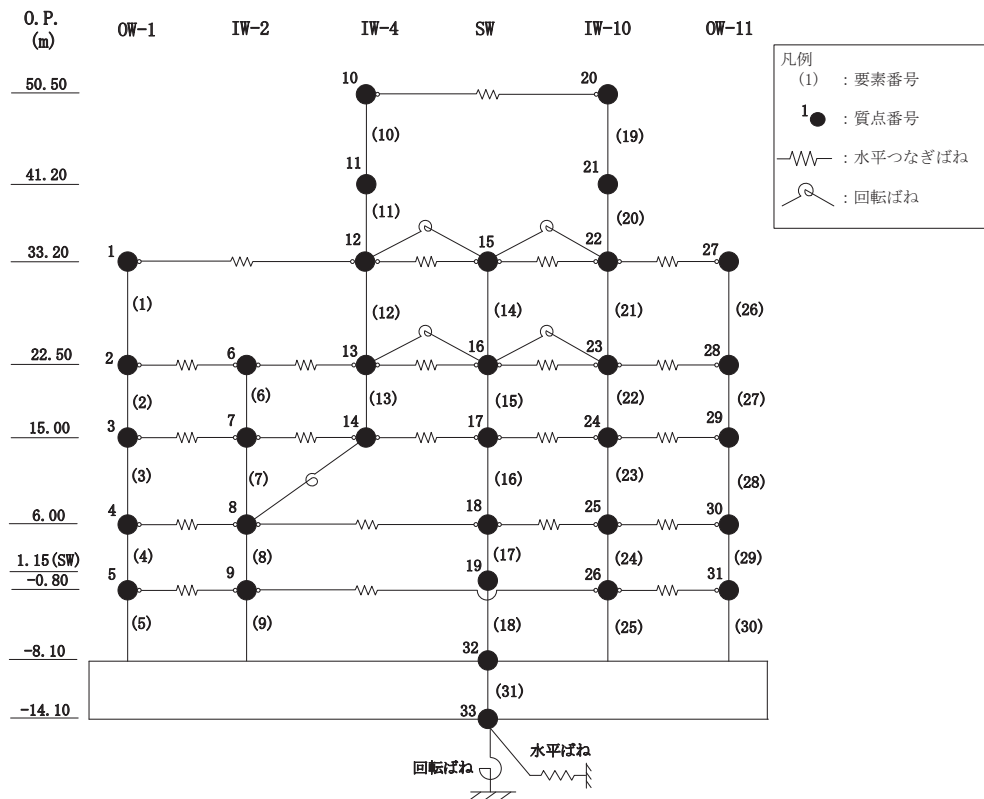 O.P.
(m)
OW-1 IW-2 IW-4 SW IW-10 OW-11
凡例
(1) : 要素番号
1 : 質点番号
: 水平つなぎばね
: 回転ばね
50.50 10 20
(10) (19)
41.20 11 21
(11) (20)
33.20 1 12 15 22 27
(1) (12) (14) (21) (26)
22.50 2 6 13 16 23 28
(2) (6) (13) (15) (22) (27)
15.00 3 7 14 17 24 29
(3) (7) (16) (23) (28)
6.00 4 8 18 25 30
(4) (8) (17) (24) (29)
1.15(SW) 19
-0.80 5 9 26 31
(5) (9) (18) (25) (30)
-8.10 32
(31)
-14.10 33
水平ばね
回転ばね